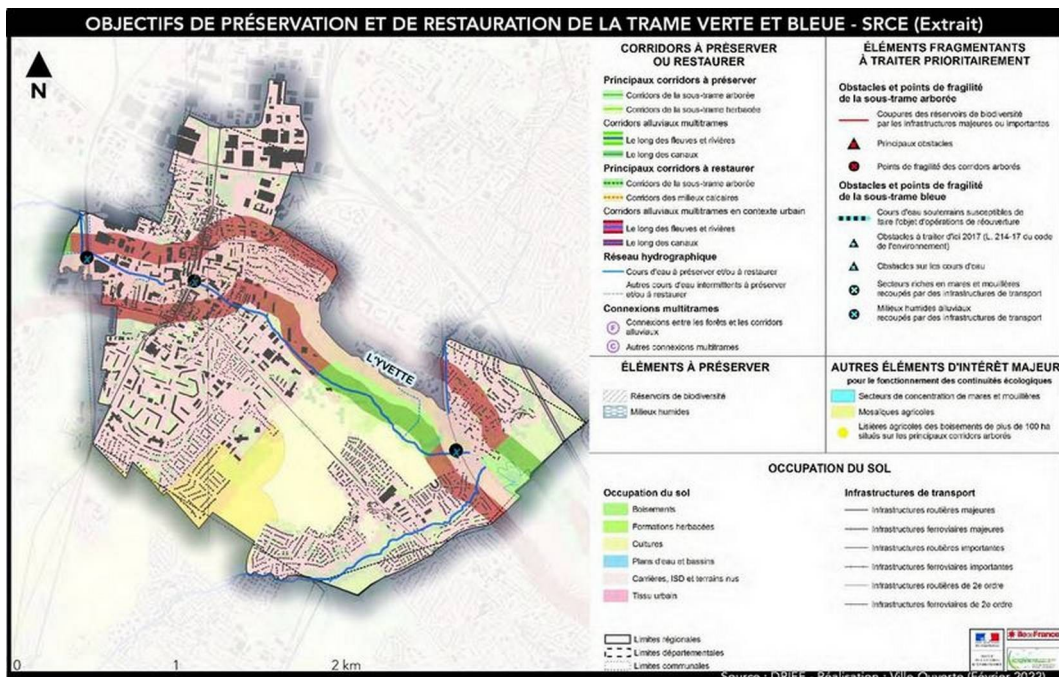 OBJECTIFS DE PRÉSERVATION ET DE RESTAURATION DE LA TRAME VERTE ET BLEUE - SRCE (Extrait)
N
L'YVETTE
0 1 2 km
CORRIDORS À PRÉSERVER
OU RESTAURER
Principaux corridors à préserver
Corridors de la sous-trame arborée
Corridors de la sous-trame herbacée
Corridors alluviaux multitrames
Le long des fleuves et rivières
Le long des canaux
Principaux corridors à restaurer
Corridors de la sous-trame arborée
Corridors des milieux calcaires
Corridors alluviaux multitrames en contexte urbain
Le long des fleuves et rivières
Le long des canaux
Réseau hydrographique
Cours d'eau à préserver et/ou à restaurer
Autres cours d'eau intermittents à préserver
et/ou à restaurer
Connexions multitrames
F
Connexions entre les forêts et les corridors
alluviaux
C
Autres connexions multitrames
ÉLÉMENTS FRAGMENTANTS
À TRAITER PRIORITAIREMENT
Obstacles et points de fragilité
de la sous-trame arborée
Coupures des réservoirs de biodiversité
par les infrastructures majeures ou importantes
Principaux obstacles
Points de fragilité des corridors arborés
Obstacles et points de fragilité
de la sous-trame bleue
Cours d'eau souterrains susceptibles de
faire l'objet d'opérations de réouverture
Obstacles à traiter d'ici 2017 (L. 214-17 du code
de l'environnement)
Obstacles sur les cours d'eau
Secteurs riches en mares et mouillères
recoupés par des infrastructures de transport
Milieux humides alluviaux
recoupés par des infrastructures de transport
ÉLÉMENTS À PRÉSERVER
Réservoirs de biodiversité
Milieux humides
AUTRES ÉLÉMENTS D'INTÉRÊT MAJEUR
pour le fonctionnement des continuités écologiques
Secteurs de concentration de mares et mouillères
Mosaïques agricoles
Lisières agricoles des boisements de plus de 100 ha
situés sur les principaux corridors arborés
OCCUPATION DU SOL
Occupation du sol
Boisements
Formations herbacées
Cultures
Plans d'eau et bassins
Carrières, ISD et terrains nus
Tissu urbain
Infrastructures de transport
Infrastructures routières majeures
Infrastructures ferroviaires majeures
Infrastructures routières importantes
Infrastructures ferroviaires importantes
Infrastructures routières de 2e ordre
Infrastructures ferroviaires de 2e ordre
Limites régionales
Limites départementales
Limites communales
île de France
Source : DRIEE - Réalisation : Ville Ouverte (Février 2022)